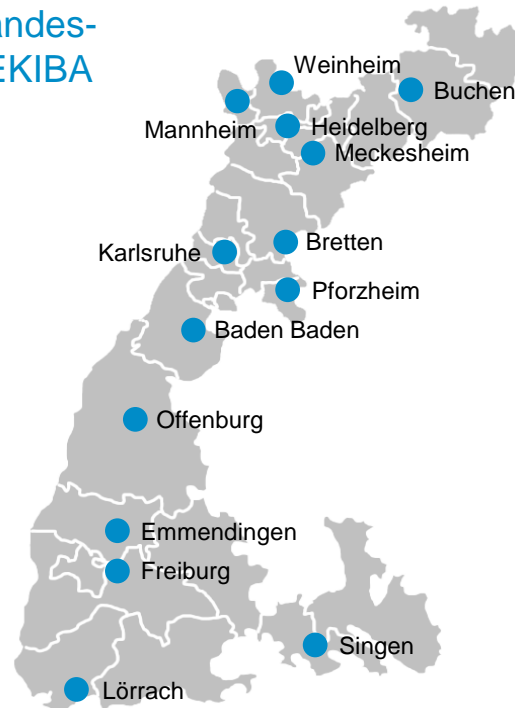 andes-
EKIBA
Weinheim
Buchen
Mannheim
Heidelberg
Meckesheim
Bretten
Karlsruhe
Pforzheim
Baden Baden
Offenburg
Emmendingen
Freiburg
Singen
Lörrach